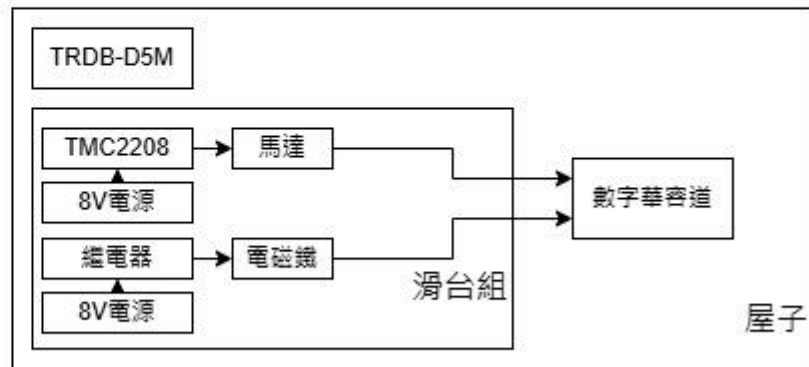 TRDB-D5M
TMC2208
馬達
8V電源
數字華容道
繼電器
電磁鐵
滑台組
8V電源
屋子